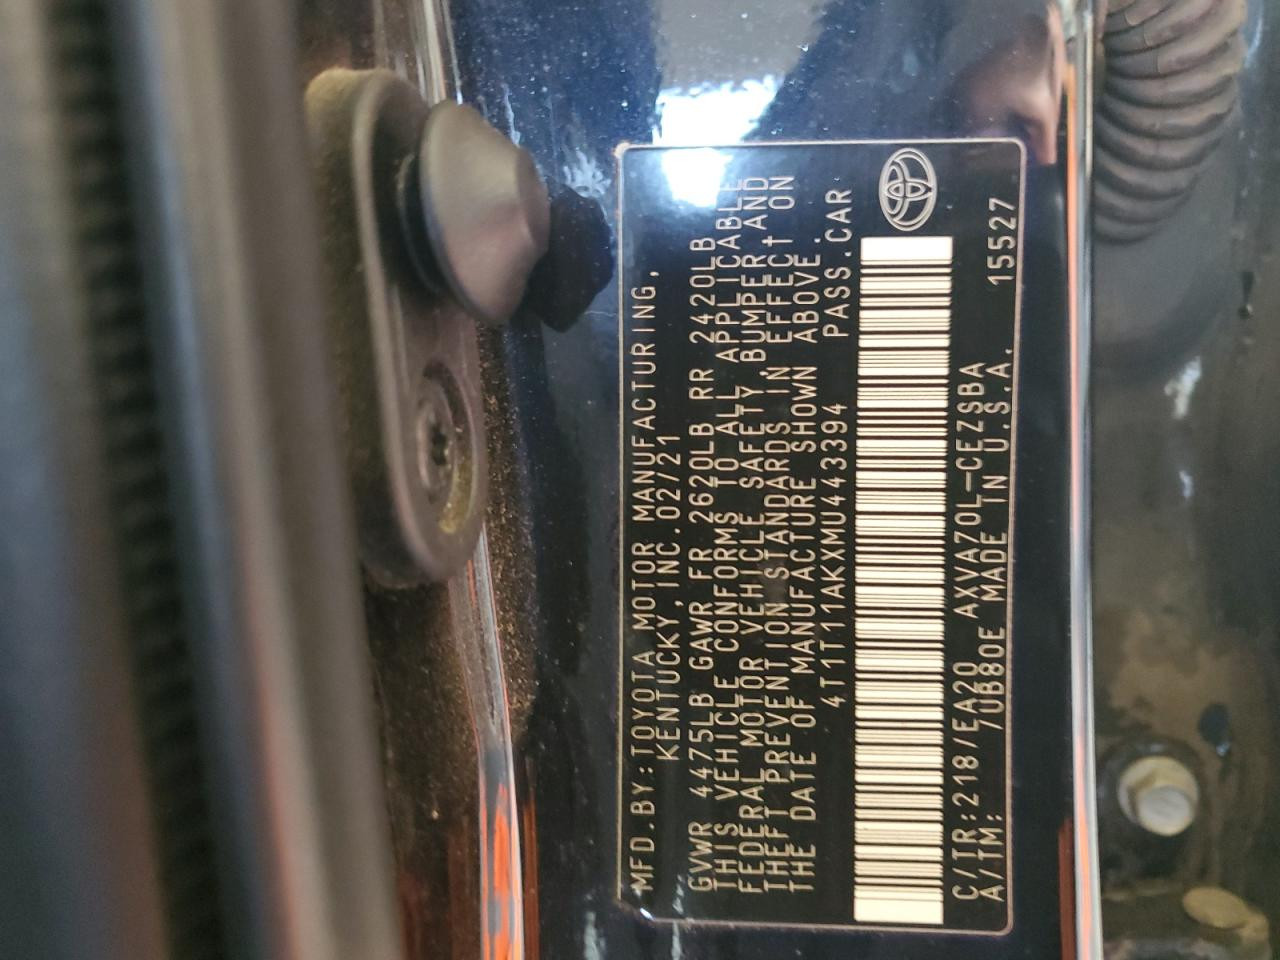 MFD.BY:TOYOTA MOTOR MANUFACTURING,
KENTUCKY,INC.02/21
GVWR 4475LB GAWR FR 2620LB RR 2420LB
THIS VEHICLE CONFORMS TO ALL APPLICABLE
FEDERAL MOTOR VEHICLE SAFETY,BUMPER,AND
THEFT PREVENTION STANDARDS IN EFFECT ON
THE DATE OF MANUFACTURE SHOWN ABOVE.
4T1T11AKXMU443394 PASS.CAR
C/TR:218/EA20 AXVA70L-CEZSBA
A/TM: 70B80E MADE IN U.S.A. 15527